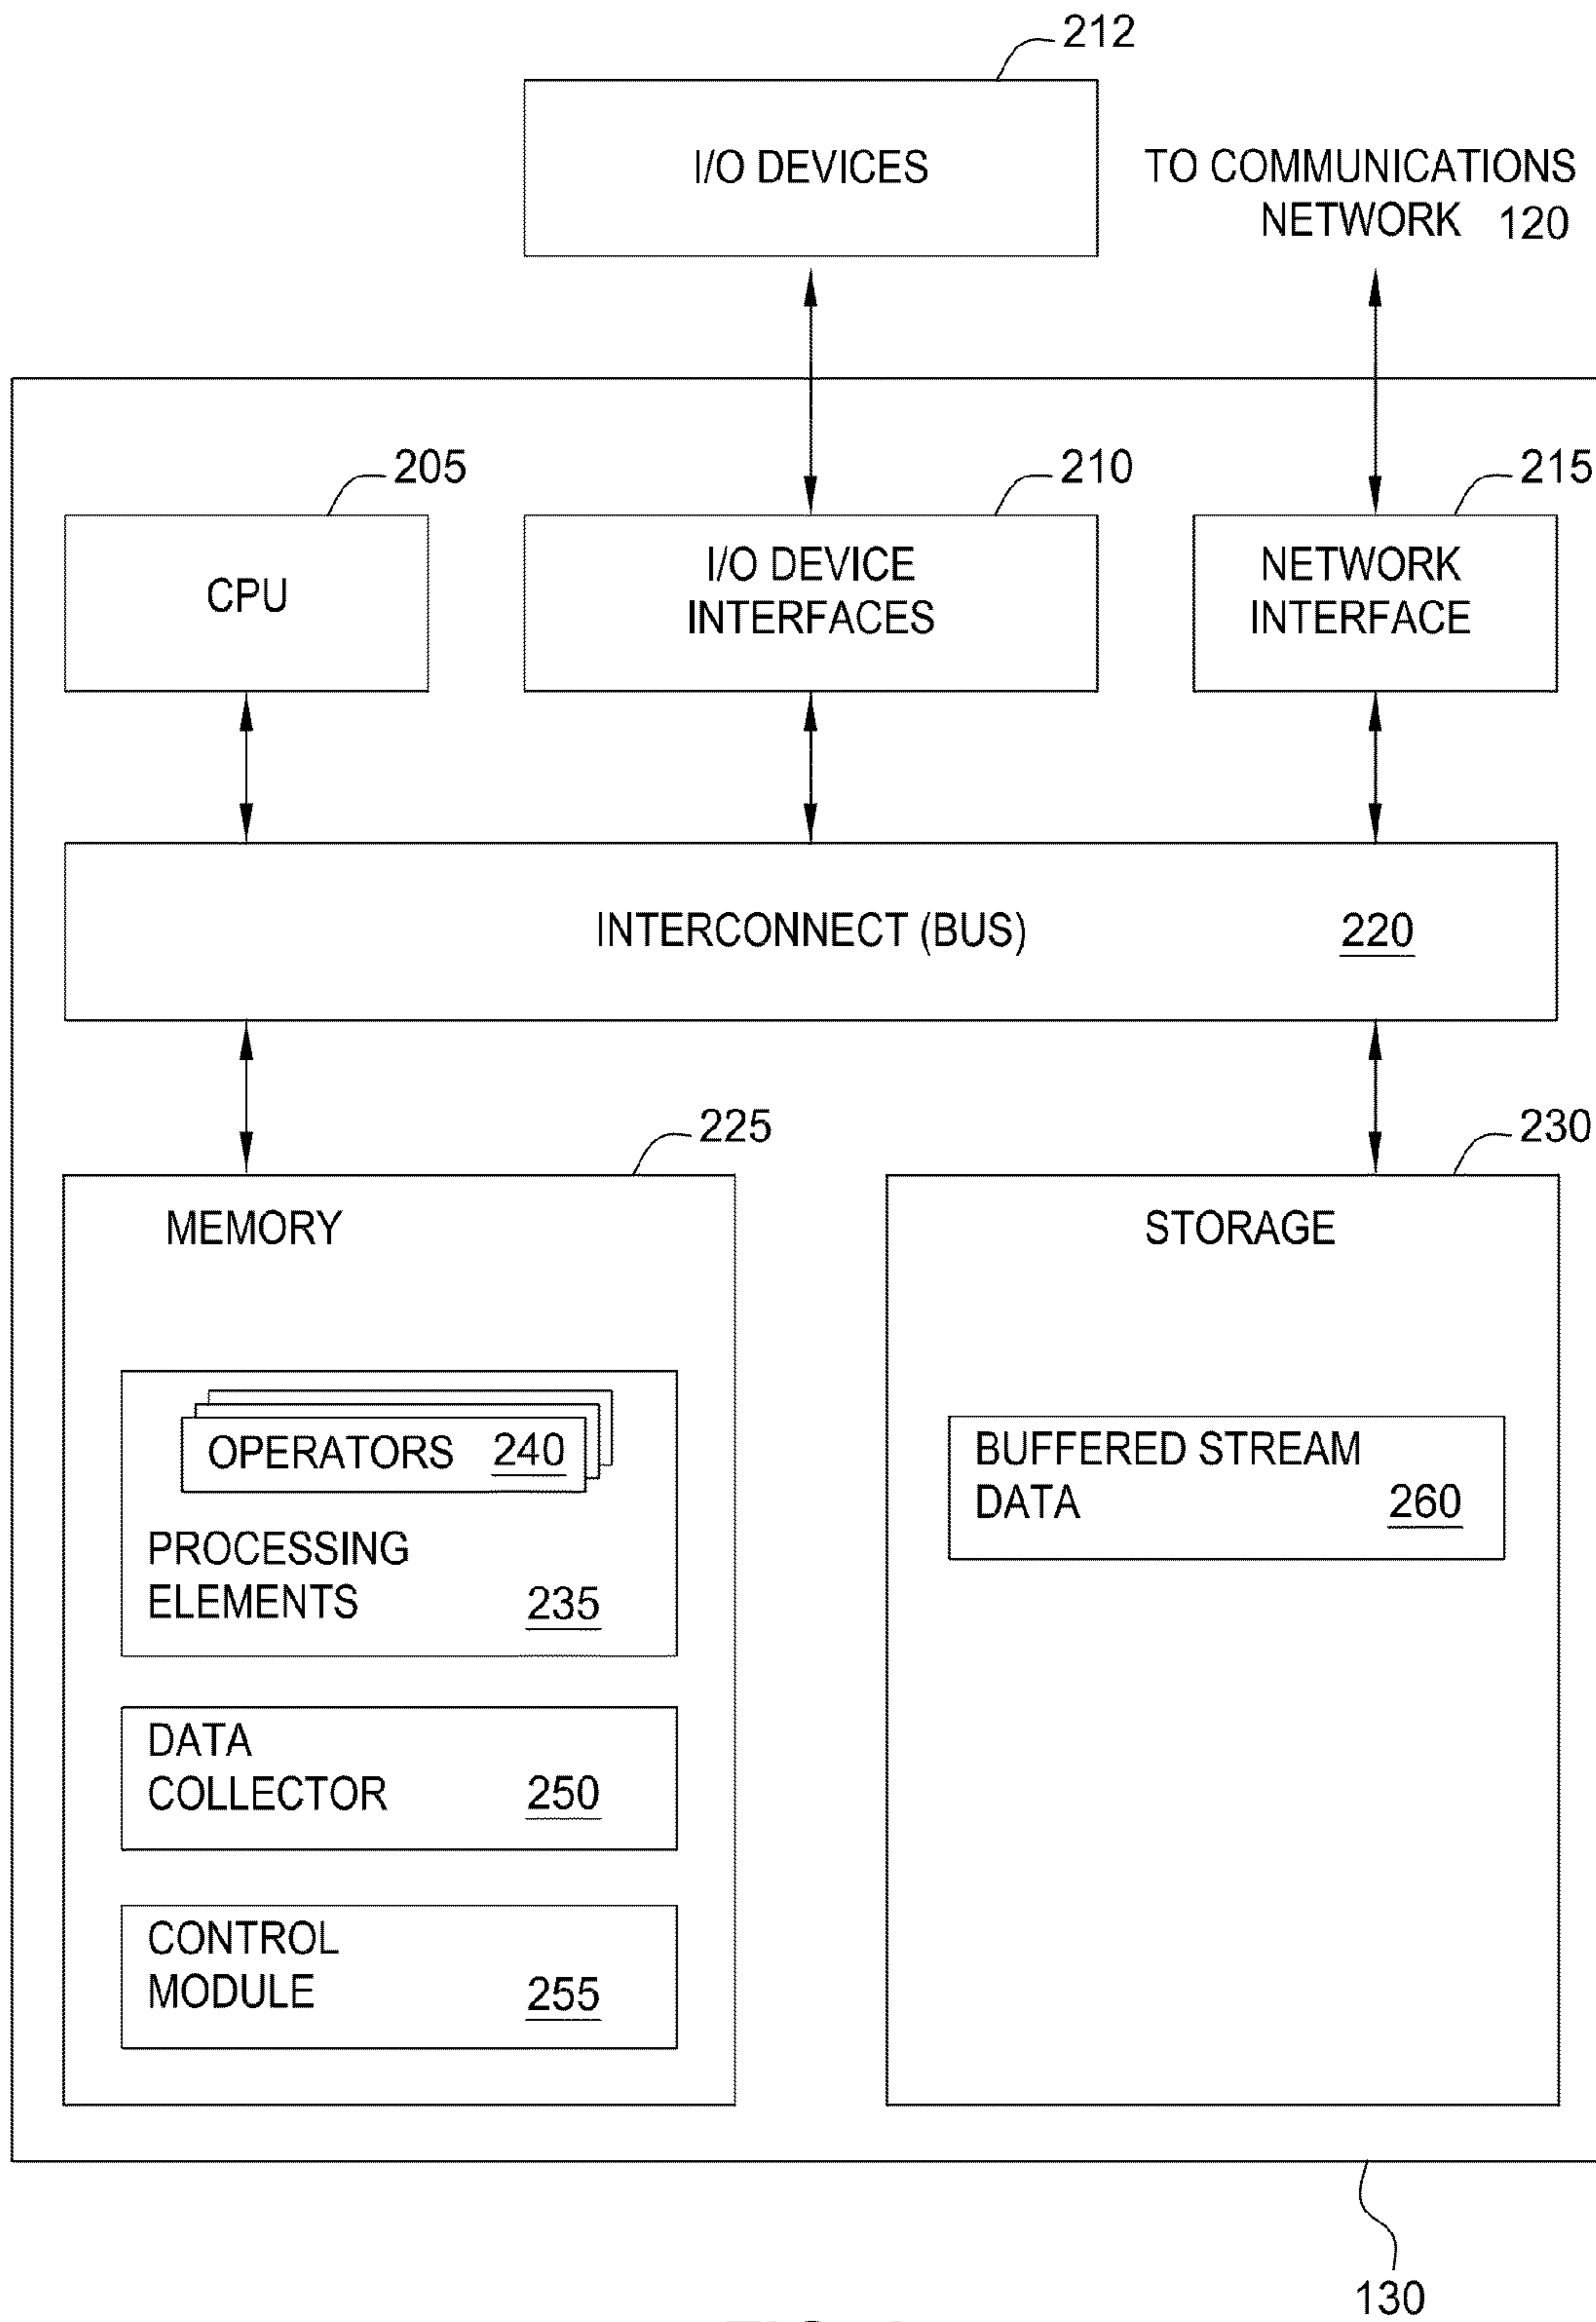 212
I/O DEVICES
TO COMMUNICATIONS
NETWORK 120
205
210
215
CPU
I/O DEVICE
INTERFACES
NETWORK
INTERFACE
INTERCONNECT (BUS) 220
225
230
MEMORY
STORAGE
OPERATORS 240
PROCESSING
ELEMENTS 235
BUFFERED STREAM
DATA 260
DATA
COLLECTOR 250
CONTROL
MODULE 255
130